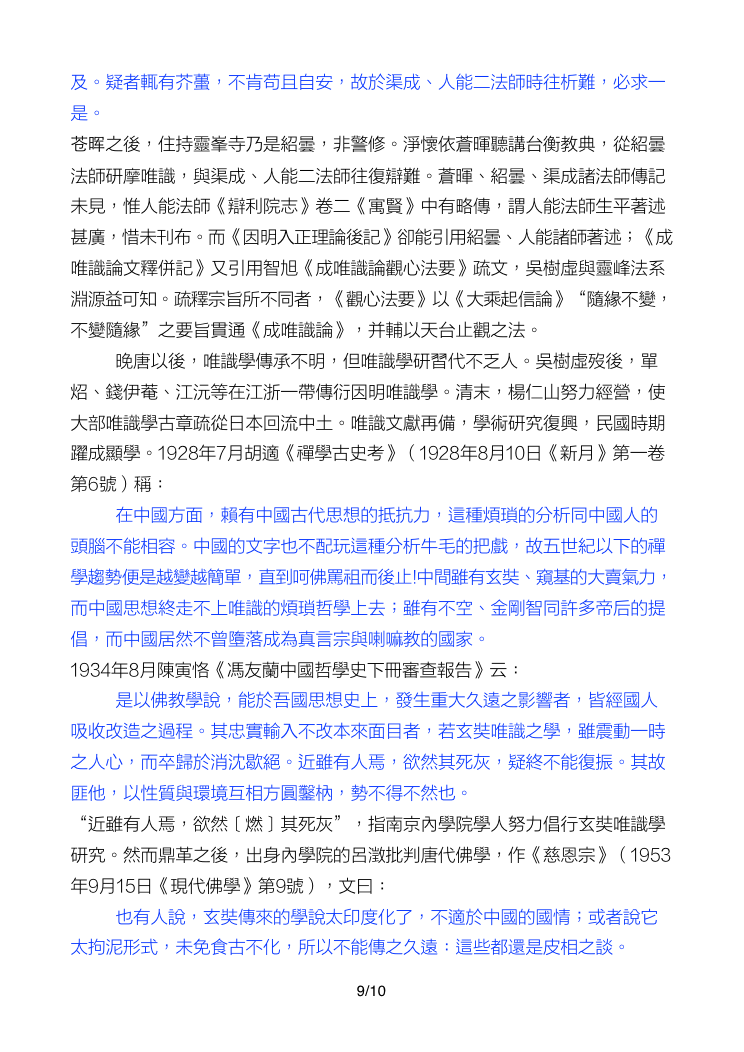 及。疑者輒有芥蠆，不肯苟且自安，故於渠成、人能二法師時往析難，必求一
是。
苍晖之後，住持靈峯寺乃是紹曇，非警修。淨懷依蒼暉聽講台衡教典，從紹曇
法師研摩唯識，與渠成、人能二法師往復辯難。蒼暉、紹曇、渠成諸法師傳記
未見，惟人能法師《辯利院志》卷二《寓賢》中有略傳，謂人能法師生平著述
甚廣，惜未刊布。而《因明入正理論後記》卻能引用紹曇、人能諸師著述；《成
唯識論文釋併記》又引用智旭《成唯識論觀心法要》疏文，吳樹虛與靈峰法系
淵源益可知。疏釋宗旨所不同者，《觀心法要》以《大乘起信論》“隨緣不變，
不變隨緣”之要旨貫通《成唯識論》，并輔以天台止觀之法。
晚唐以後，唯識學傳承不明，但唯識學研習代不乏人。吳樹虛歿後，單
炤、錢伊菴、江沅等在江浙一帶傳衍因明唯識學。清末，楊仁山努力經營，使
大部唯識學古章疏從日本回流中土。唯識文獻再備，學術研究復興，民國時期
躍成顯學。1928年7月胡適《禪學古史考》（1928年8月10日《新月》第一卷
第6號）稱：
在中國方面，賴有中國古代思想的抵抗力，這種煩瑣的分析同中國人的
頭腦不能相容。中國的文字也不配玩這種分析牛毛的把戲，故五世紀以下的禪
學趨勢便是越變越簡單，直到呵佛罵祖而後止!中間雖有玄奘、窺基的大賣氣力，
而中國思想終走不上唯識的煩瑣哲學上去；雖有不空、金剛智同許多帝后的提
倡，而中國居然不曾墮落成為真言宗與喇嘛教的國家。
1934年8月陳寅恪《馮友蘭中國哲學史下冊審查報告》云：
是以佛教學說，能於吾國思想史上，發生重大久遠之影響者，皆經國人
吸收改造之過程。其忠實輸入不改本來面目者，若玄奘唯識之學，雖震動一時
之人心，而卒歸於消沈歇絕。近雖有人焉，欲然其死灰，疑終不能復振。其故
匪他，以性質與環境互相方圓鑿枘，勢不得不然也。
“近雖有人焉，欲然［燃］其死灰”，指南京內學院學人努力倡行玄奘唯識學
研究。然而鼎革之後，出身內學院的呂澂批判唐代佛學，作《慈恩宗》（1953
年9月15日《現代佛學》第9號），文曰：
也有人說，玄奘傳來的學說太印度化了，不適於中國的國情；或者說它
太拘泥形式，未免食古不化，所以不能傳之久遠：這些都還是皮相之談。
9/10